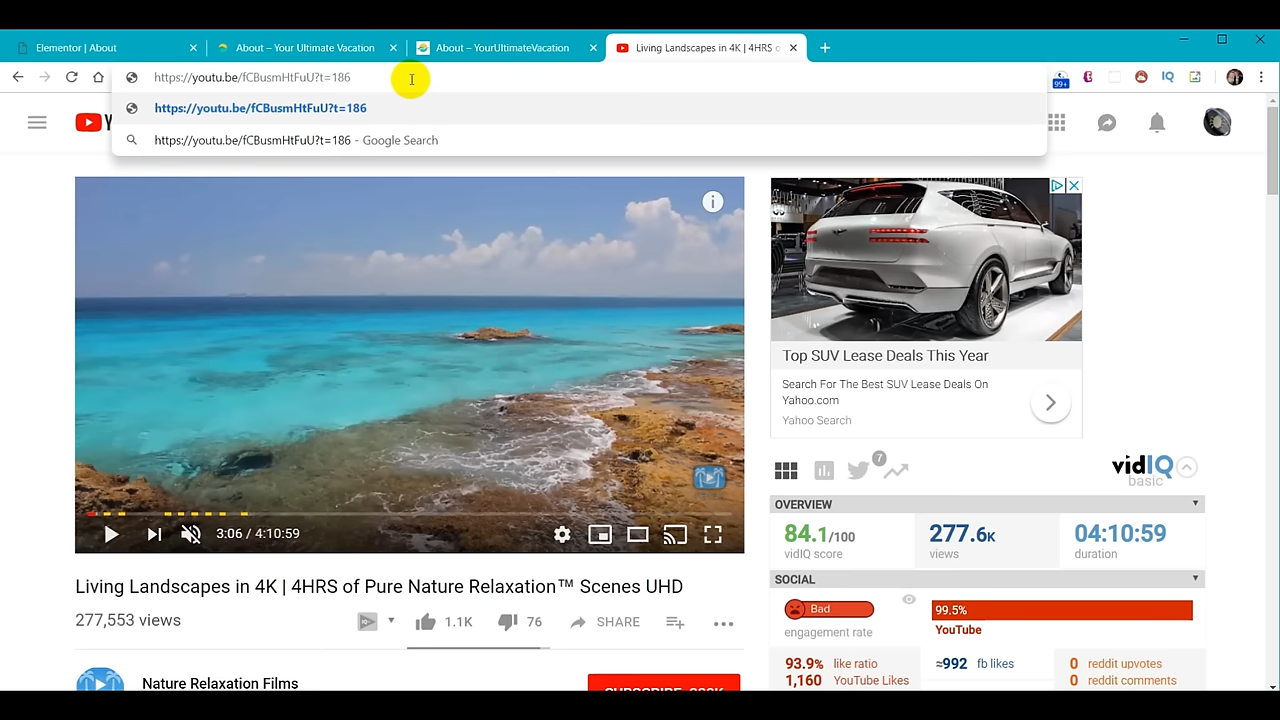 Elementor | About
About – Your Ultimate Vacation
About – YourUltimateVacation
Living Landscapes in 4K | 4HRS o
https://youtu.be/fCBusmHtFuU?t=186
99+
IQ
https://youtu.be/fCBusmHtFuU?t=186
https://youtu.be/fCBusmHtFuU?t=186 - Google Search
i
3:06 / 4:10:59
Top SUV Lease Deals This Year
Search For The Best SUV Lease Deals On
Yahoo.com
Yahoo Search
7
vidIQ
basic
OVERVIEW
84.1/100
vidIQ score
277.6K
views
04:10:59
duration
SOCIAL
Bad
engagement rate
99.5%
YouTube
93.9% like ratio
1,160 YouTube Likes
≈992 fb likes
0 reddit upvotes
0 reddit comments
Living Landscapes in 4K | 4HRS of Pure Nature Relaxation™ Scenes UHD
277,553 views
1.1K
76
SHARE
Nature Relaxation Films